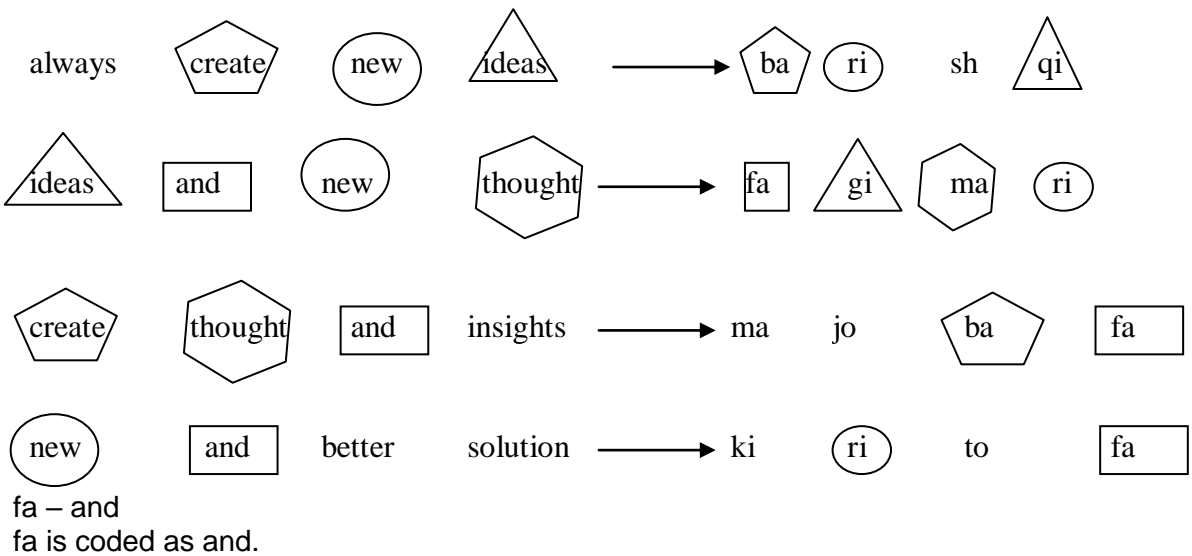 always create new ideas ba ri sh qi
ideas and new thought fa gi ma ri
create thought and insights ma jo ba fa
new and better solution ki ri to fa
fa – and
fa is coded as and.